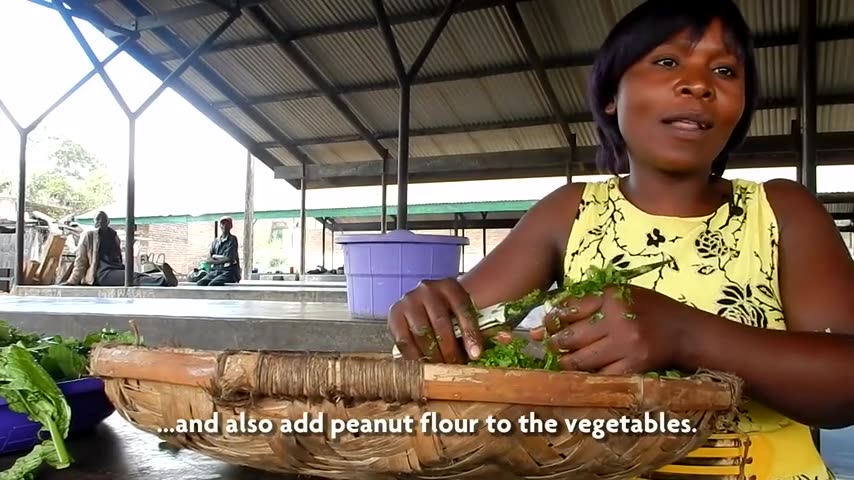 ...and also add peanut flour to the vegetables.